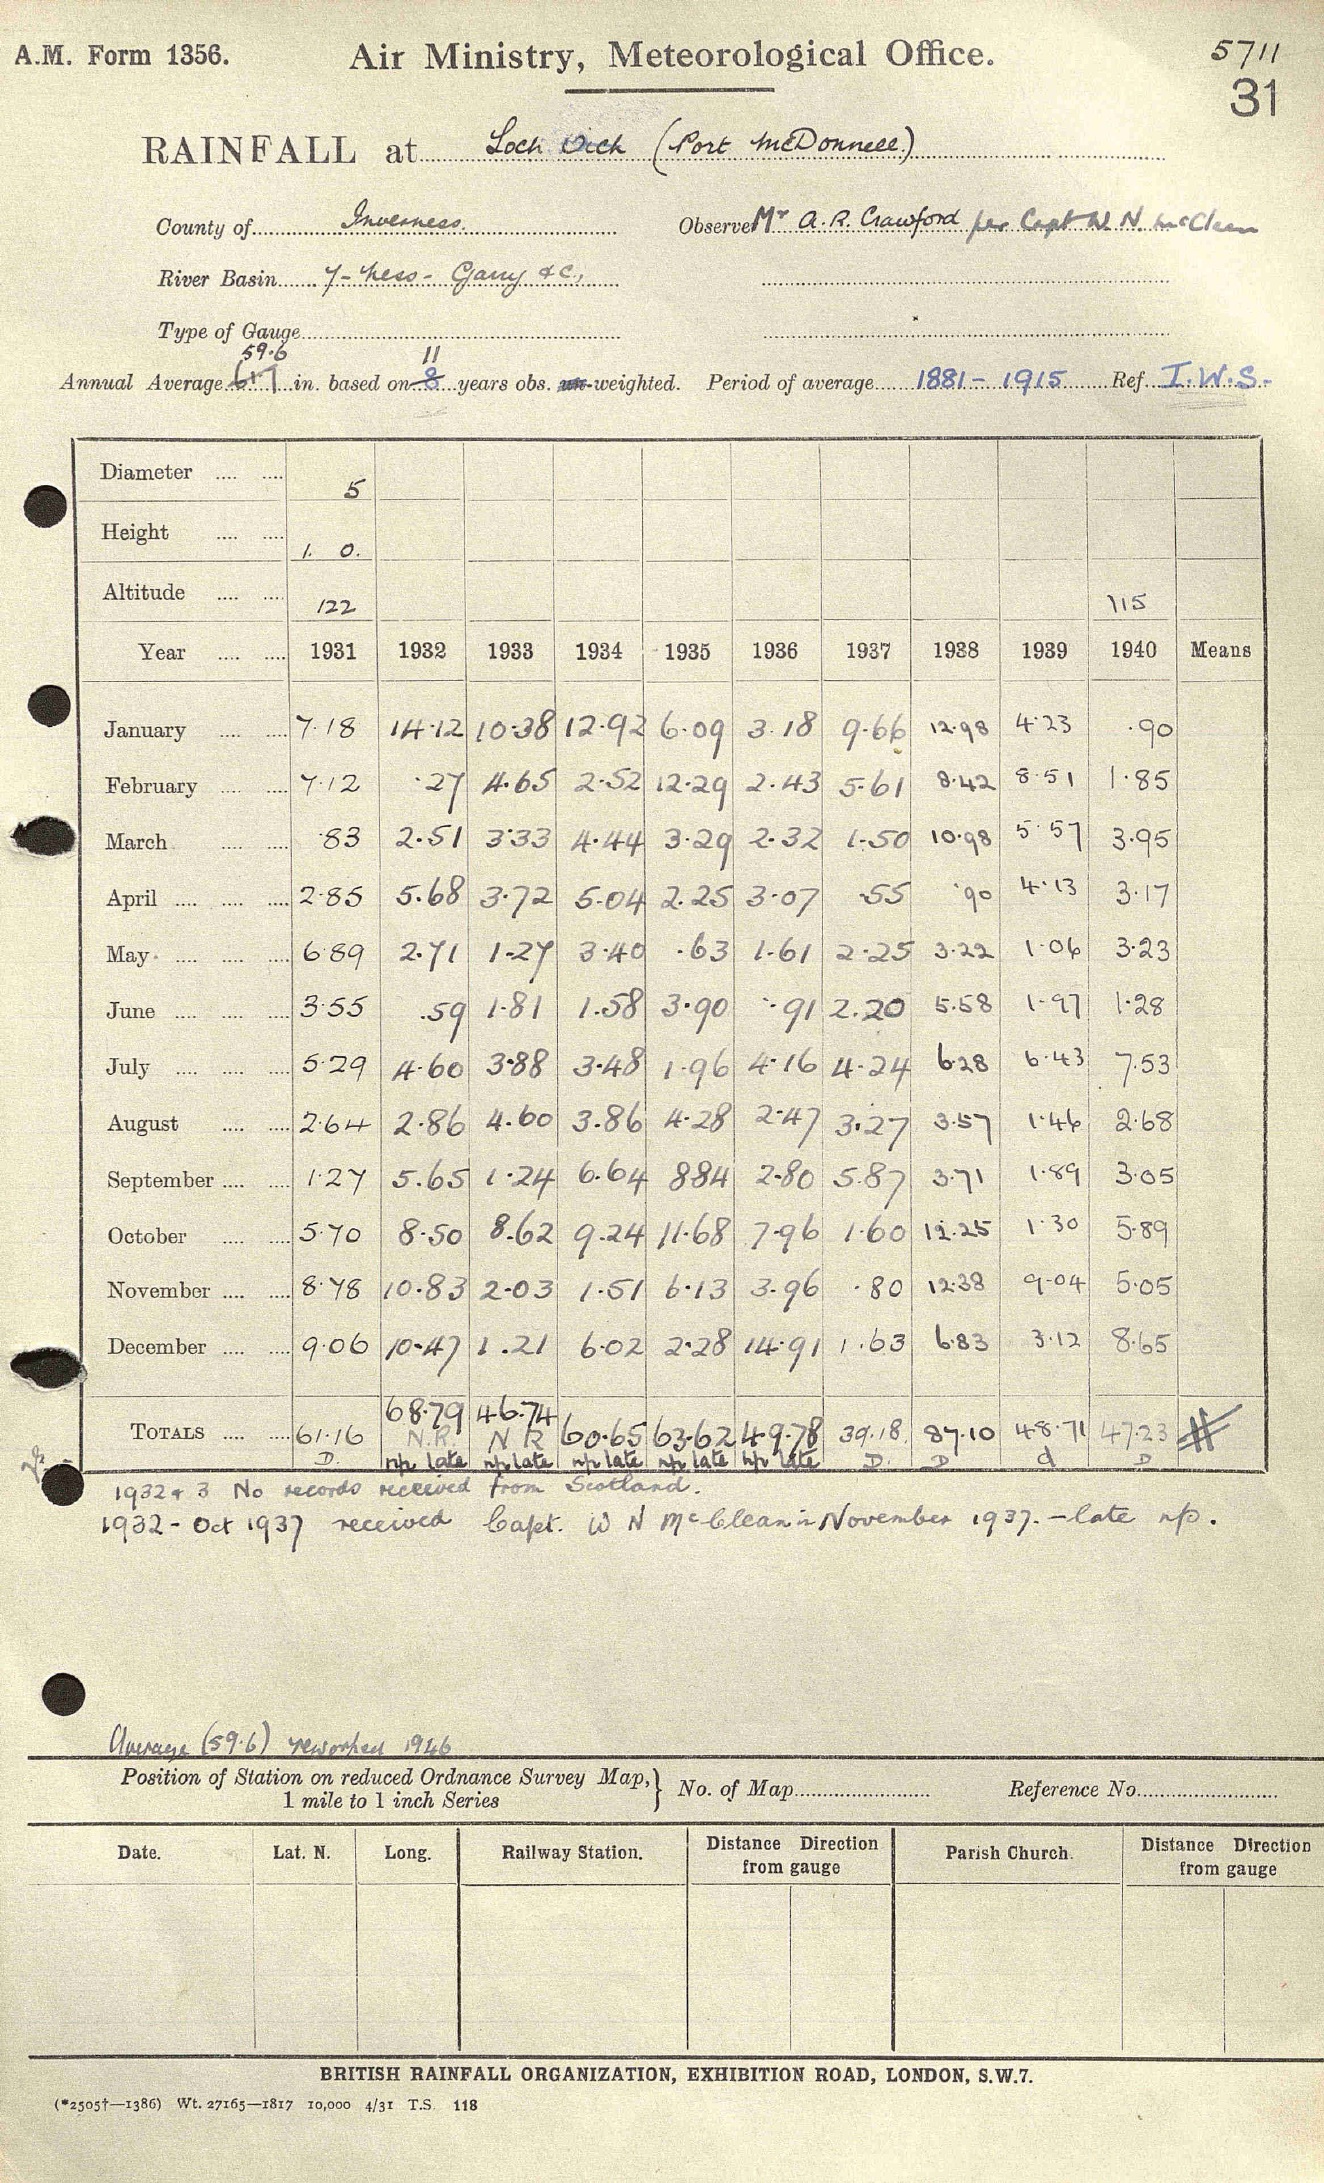 A.M. Form 1356.
Air Ministry, Meteorological Office.
5711
31
RAINFALL at Loch Oich (Port McDonnell.)
County of Inverness.
Observer Mr A.R. Crawford per Capt W. N. McClean
River Basin 7-Ness- Garry &c.,
Type of Gauge
59.6 11
Annual Average 61.7 in. based on 8 years obs. un-weighted. Period of average 1881-1915 Ref. I.W.S.
Diameter 5
Height 1. 0.
Altitude 122 115
Year 1931 1932 1933 1934 1935 1936 1937 1938 1939 1940 Means
January 7.18 14.12 10.38 12.92 6.09 3.18 9.66 12.98 4.23 .90
February 7.12 .27 4.65 2.52 12.29 2.43 5.61 8.42 8.51 1.85
March .83 2.51 3.33 4.44 3.29 2.32 1.50 10.98 5.57 3.95
April 2.85 5.68 3.72 5.04 2.25 3.07 .55 .90 4.13 3.17
May 6.89 2.71 1.27 3.40 .63 1.61 2.25 3.22 1.06 3.23
June 3.55 .59 1.81 1.58 3.90 .91 2.20 5.58 1.97 1.28
July 5.29 4.60 3.88 3.48 1.96 4.16 4.24 6.28 6.43 7.53
August 2.64 2.86 4.60 3.86 4.28 2.47 3.27 3.57 1.46 2.68
September 1.27 5.65 1.24 6.64 8.84 2.80 5.87 3.71 1.89 3.05
October 5.70 8.50 8.62 9.24 11.68 7.96 1.60 12.25 1.30 5.89
November 8.78 10.83 2.03 1.51 6.13 3.96 .80 12.38 9.04 5.05
December 9.06 10.47 1.21 6.02 2.28 14.91 1.63 6.83 3.12 8.65
68.79 46.74
TOTALS 61.16 N.R. N R 60.65 63.62 49.78 39.18 87.10 48.71 47.23
D. np late np late np late np late np late D. D d D
1932 & 3 No records received from Scotland.
1932 - Oct 1937 received Capt. W N McClean in November 1937. - late np.
Average (59.6) reworked 1946
Position of Station on reduced Ordnance Survey Map, 1 mile to 1 inch Series
No. of Map
Reference No.
Date. Lat. N. Long. Railway Station. Distance Direction from gauge Parish Church. Distance Direction from gauge
BRITISH RAINFALL ORGANIZATION, EXHIBITION ROAD, LONDON, S.W.7.
(*2505†—1386) Wt. 27165—1817 10,000 4/31 T.S. 118